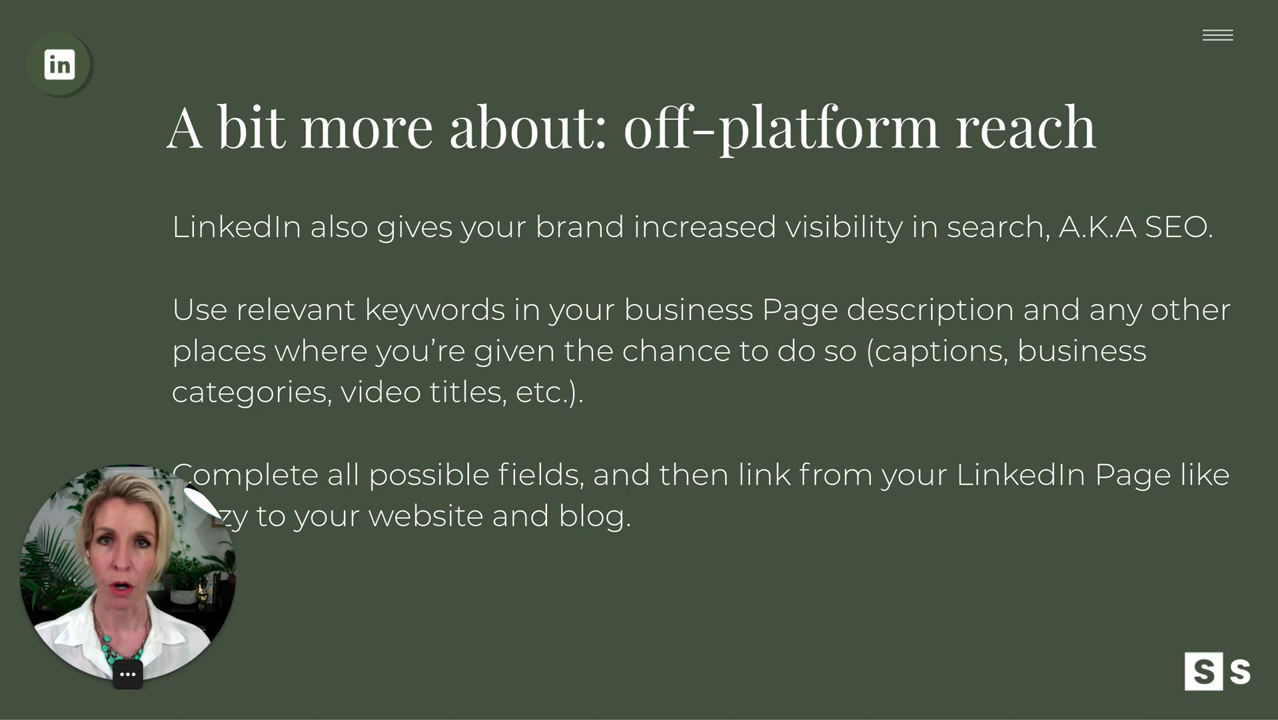 in
A bit more about: off-platform reach
LinkedIn also gives your brand increased visibility in search, A.K.A SEO.
Use relevant keywords in your business Page description and any other
places where you’re given the chance to do so (captions, business
categories, video titles, etc.).
Complete all possible fields, and then link from your LinkedIn Page like
zy to your website and blog.
S S